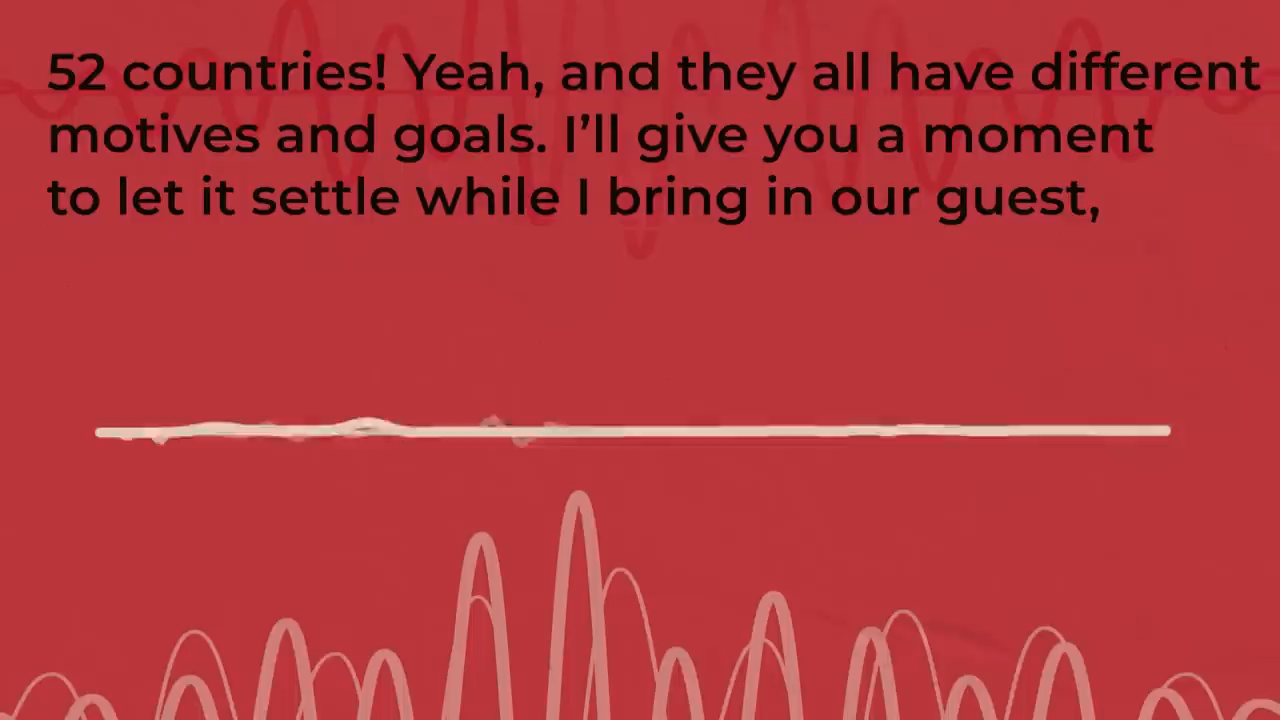 52 countries! Yeah, and they all have different
motives and goals. I’ll give you a moment
to let it settle while I bring in our guest,